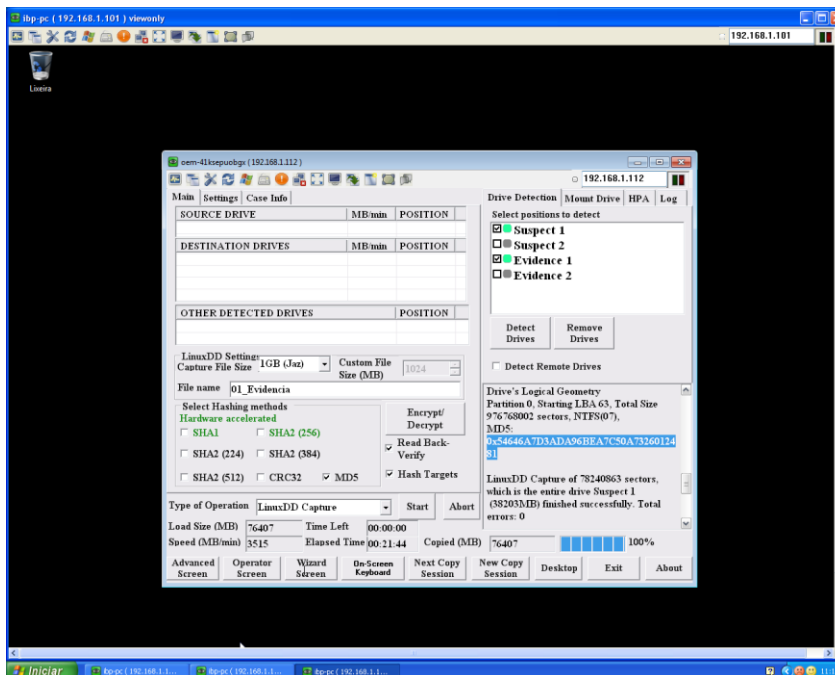 ibp-pc ( 192.168.1.101 ) viewonly
192.168.1.101
Lixeira
oem-41ksepuobgx ( 192.168.1.112 )
192.168.1.112
Main Settings Case Info
SOURCE DRIVE MB/min POSITION
DESTINATION DRIVES MB/min POSITION
OTHER DETECTED DRIVES POSITION
LinuxDD Settings
Capture File Size 1GB (Jaz) Custom File
Size (MB) 1024
File name 01_Evidencia
Select Hashing methods
Hardware accelerated
SHA1 SHA2 (256)
SHA2 (224) SHA2 (384)
SHA2 (512) CRC32 MD5
Encrypt/
Decrypt
Read Back-
Verify
Hash Targets
Type of Operation LinuxDD Capture Start Abort
Load Size (MB) 76407 Time Left 00:00:00
Speed (MB/min) 3515 Elapsed Time 00:21:44 Copied (MB) 76407 100%
Drive Detection Mount Drive HPA Log
Select positions to detect
Suspect 1
Suspect 2
Evidence 1
Evidence 2
Detect
Drives
Remove
Drives
Detect Remote Drives
Drive's Logical Geometry
Partition 0, Starting LBA 63, Total Size
976768002 sectors, NTFS(07),
MD5:
0x54646A7D3ADA96BEA7C50A73260124
81
LinuxDD Capture of 78240863 sectors,
which is the entire drive Suspect 1
(38203MB) finished successfully. Total
errors: 0
Advanced
Screen
Operator
Screen
Wizard
Screen
On-Screen
Keyboard
Next Copy
Session
New Copy
Session
Desktop
Exit
About
Iniciar
ibp-pc ( 192.168.1.1...
ibp-pc ( 192.168.1.1...
ibp-pc ( 192.168.1.1...